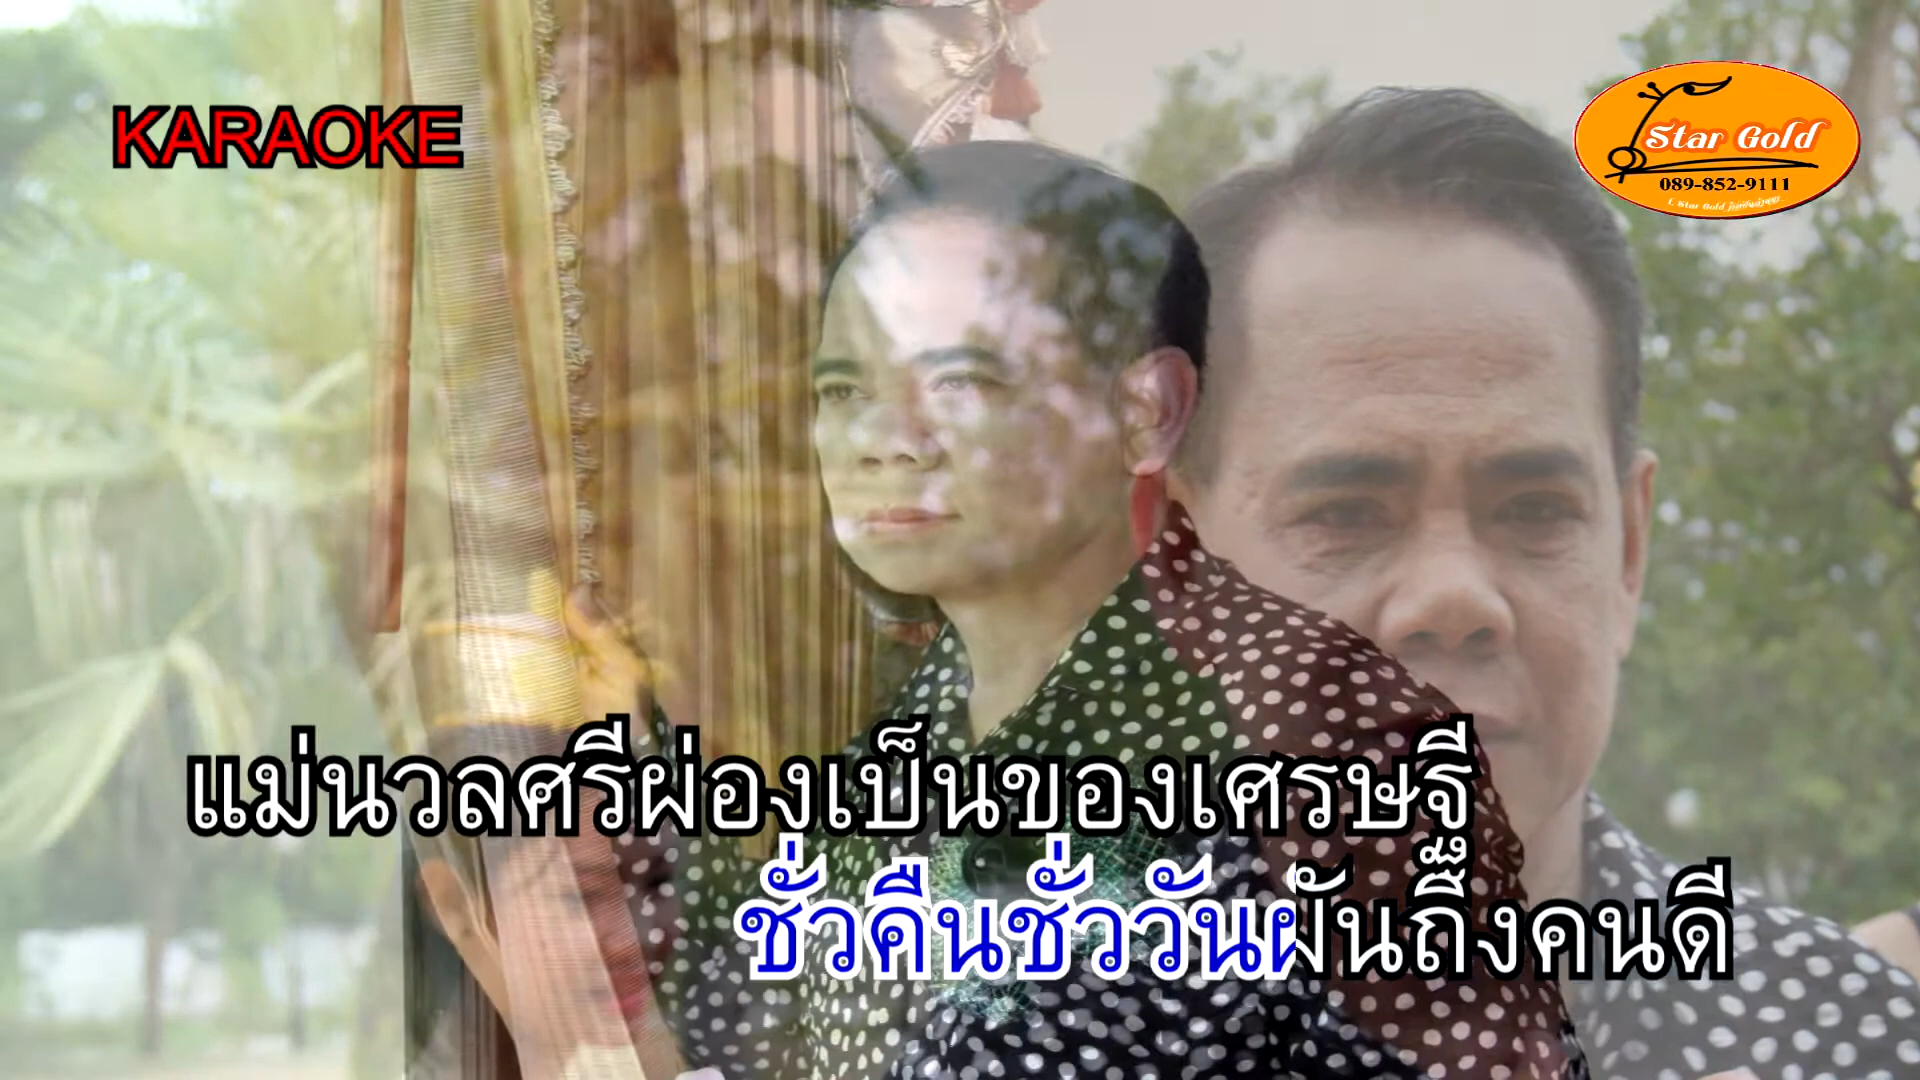 KARAOKE
Star Gold
089-852-9111
แม่นวลศรีผ่องเป็นของเศรษฐี
ชั่วคืนชั่ววันฝันถึงคนดี